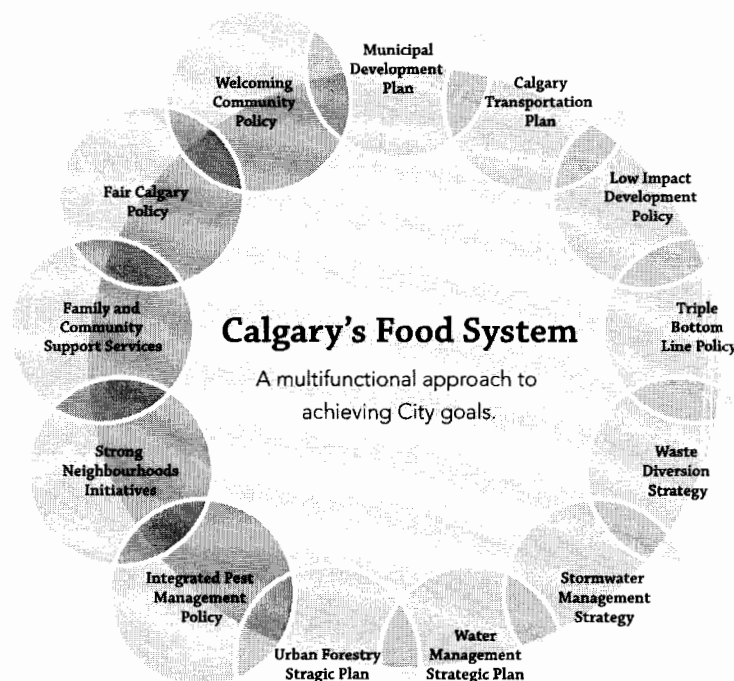 Municipal
Development
Plan
Calgary
Transportation
Plan
Low Impact
Development
Policy
Triple
Bottom
Line Policy
Waste
Diversion
Strategy
Stormwater
Management
Strategy
Water
Management
Strategic Plan
Urban Forestry
Stragic Plan
Integrated Pest
Management
Policy
Strong
Neighbourhoods
Initiatives
Family and
Community
Support Services
Fair Calgary
Policy
Welcoming
Community
Policy
Calgary's Food System
A multifunctional approach to
achieving City goals.